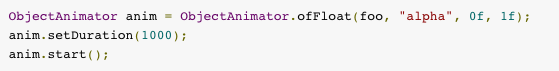 ObjectAnimator anim = ObjectAnimator.ofFloat(foo, "alpha", 0f, 1f);
anim.setDuration(1000);
anim.start();